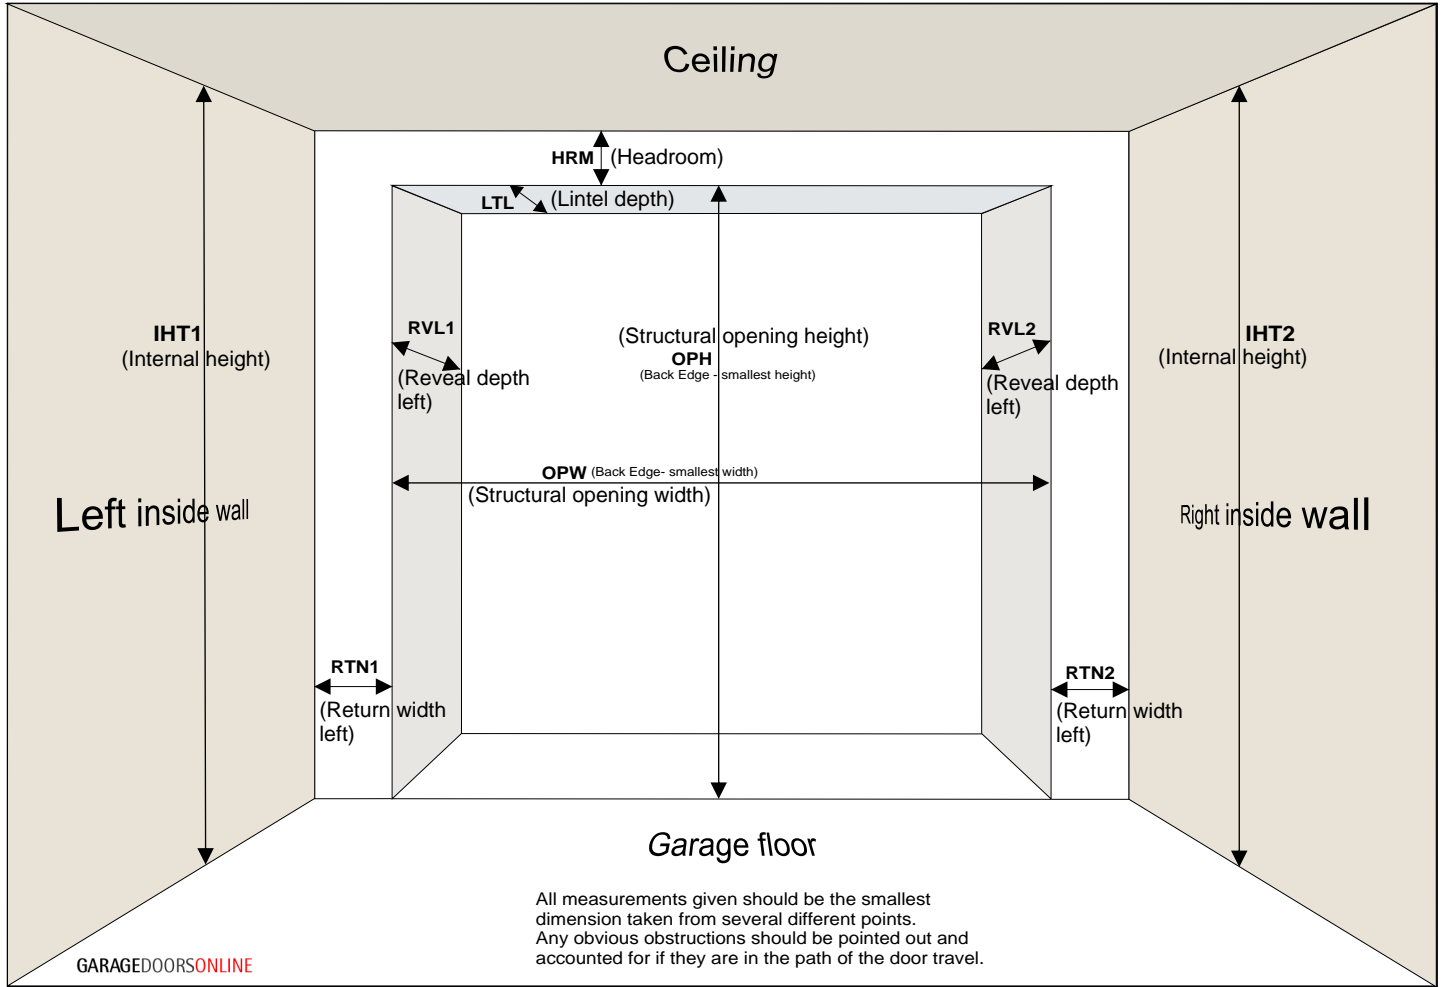 Ceiling
HRM (Headroom)
LTL (Lintel depth)
IHT1
(Internal height)
RVL1
(Reveal depth
left)
(Structural opening height)
OPH
(Back Edge - smallest height)
RVL2
(Reveal depth
left)
IHT2
(Internal height)
OPW (Back Edge- smallest width)
(Structural opening width)
Left inside wall
Right inside wall
RTN1
(Return width
left)
RTN2
(Return width
left)
Garage floor
All measurements given should be the smallest
dimension taken from several different points.
Any obvious obstructions should be pointed out and
accounted for if they are in the path of the door travel.
GARAGEDOORSONLINE